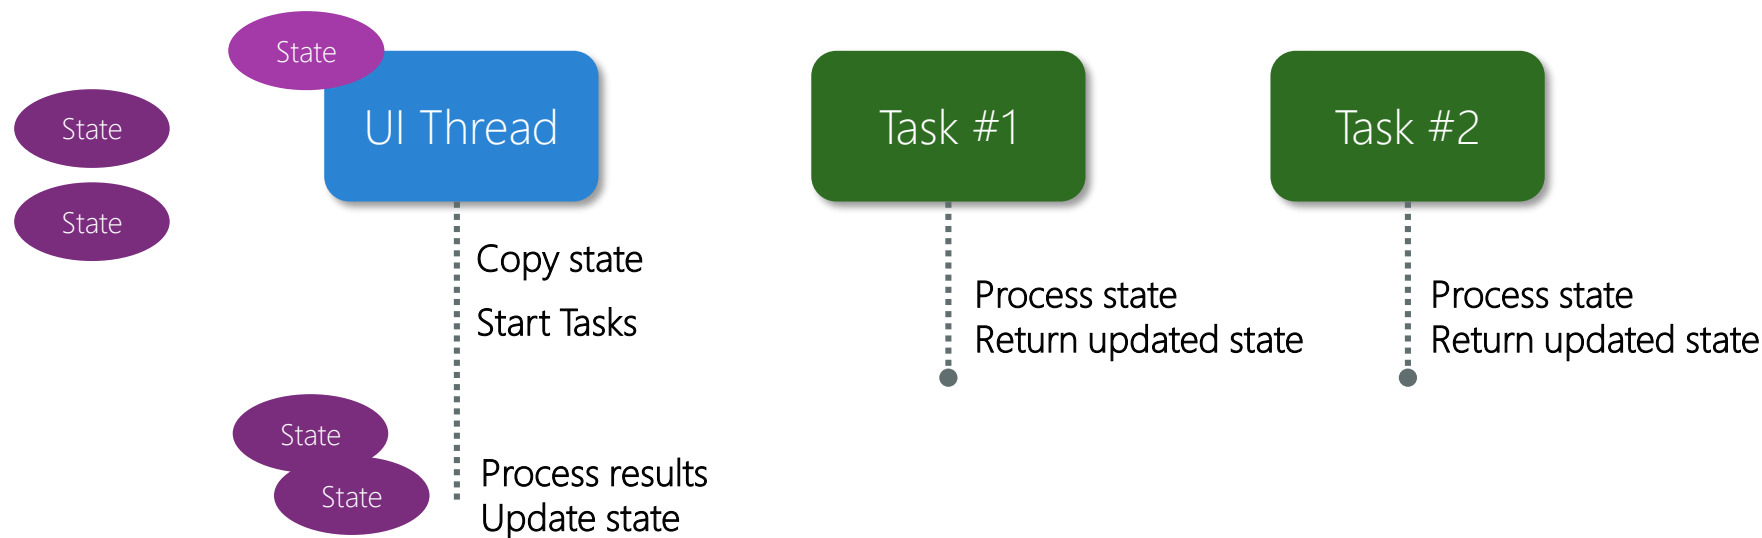 State
UI Thread
Task #1
Task #2
State
State
Copy state
Start Tasks
Process state
Return updated state
Process state
Return updated state
State
State
Process results
Update state